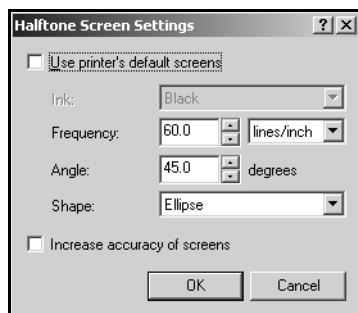 Halftone Screen Settings ? X
Use printer's default screens
Ink: Black
Frequency: 60.0 lines/inch
Angle: 45.0 degrees
Shape: Ellipse
Increase accuracy of screens
OK Cancel